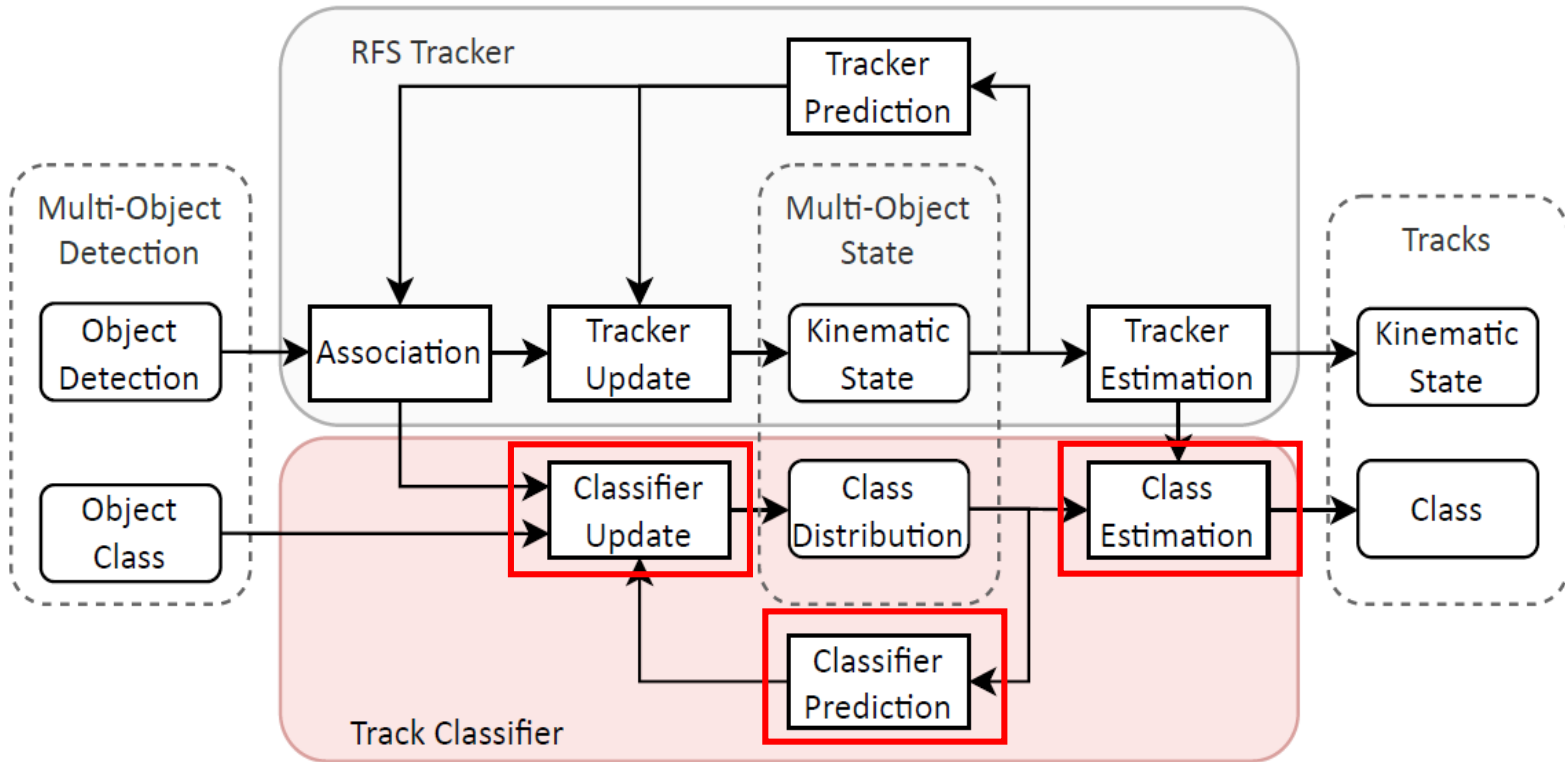 RFS Tracker
Tracker
Prediction
Multi-Object
Detection
Multi-Object
State
Tracks
Object
Detection
Association
Tracker
Update
Kinematic
State
Tracker
Estimation
Kinematic
State
Object
Class
Classifier
Update
Class
Distribution
Class
Estimation
Class
Classifier
Prediction
Track Classifier